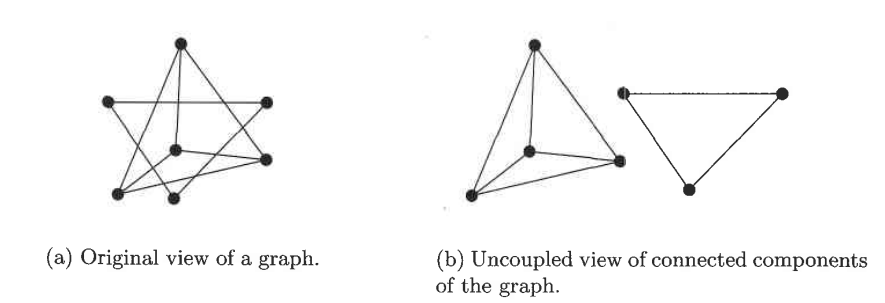 (a) Original view of a graph.
(b) Uncoupled view of connected components
of the graph.